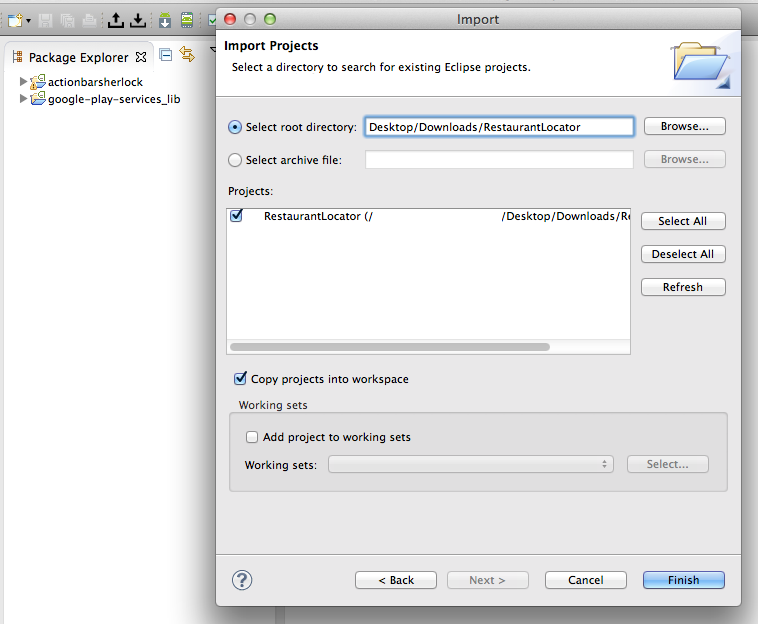 Import
Package Explorer
actionbarsherlock
google-play-services_lib
Import Projects
Select a directory to search for existing Eclipse projects.
Select root directory: Desktop/Downloads/RestaurantLocator Browse...
Select archive file: Browse...
Projects:
RestaurantLocator (/ /Desktop/Downloads/Re
Select All
Deselect All
Refresh
Copy projects into workspace
Working sets
Add project to working sets
Working sets: Select...
? < Back Next > Cancel Finish